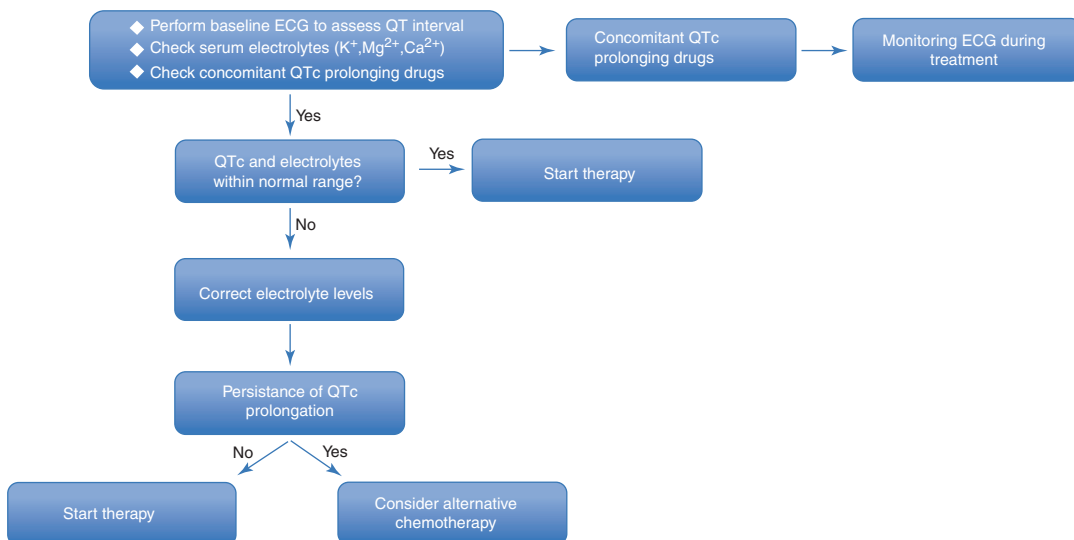 ◆ Perform baseline ECG to assess QT interval
◆ Check serum electrolytes (K⁺,Mg²⁺,Ca²⁺)
◆ Check concomitant QTc prolonging drugs
Concomitant QTc
prolonging drugs
Monitoring ECG during
treatment
Yes
QTc and electrolytes
within normal range?
Yes
Start therapy
No
Correct electrolyte levels
Persistance of QTc
prolongation
No
Yes
Start therapy
Consider alternative
chemotherapy